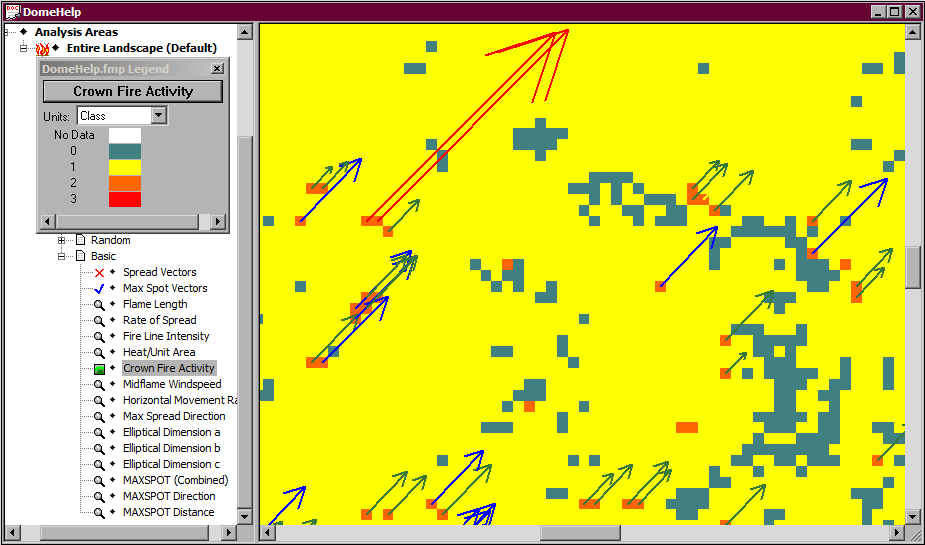 DomeHelp
Analysis Areas
Entire Landscape (Default)
DomeHelp.fmp Legend
Crown Fire Activity
Units: Class
No Data
0
1
2
3
Random
Basic
Spread Vectors
Max Spot Vectors
Flame Length
Rate of Spread
Fire Line Intensity
Heat/Unit Area
Crown Fire Activity
Midflame Windspeed
Horizontal Movement Ra
Max Spread Direction
Elliptical Dimension a
Elliptical Dimension b
Elliptical Dimension c
MAXSPOT (Combined)
MAXSPOT Direction
MAXSPOT Distance